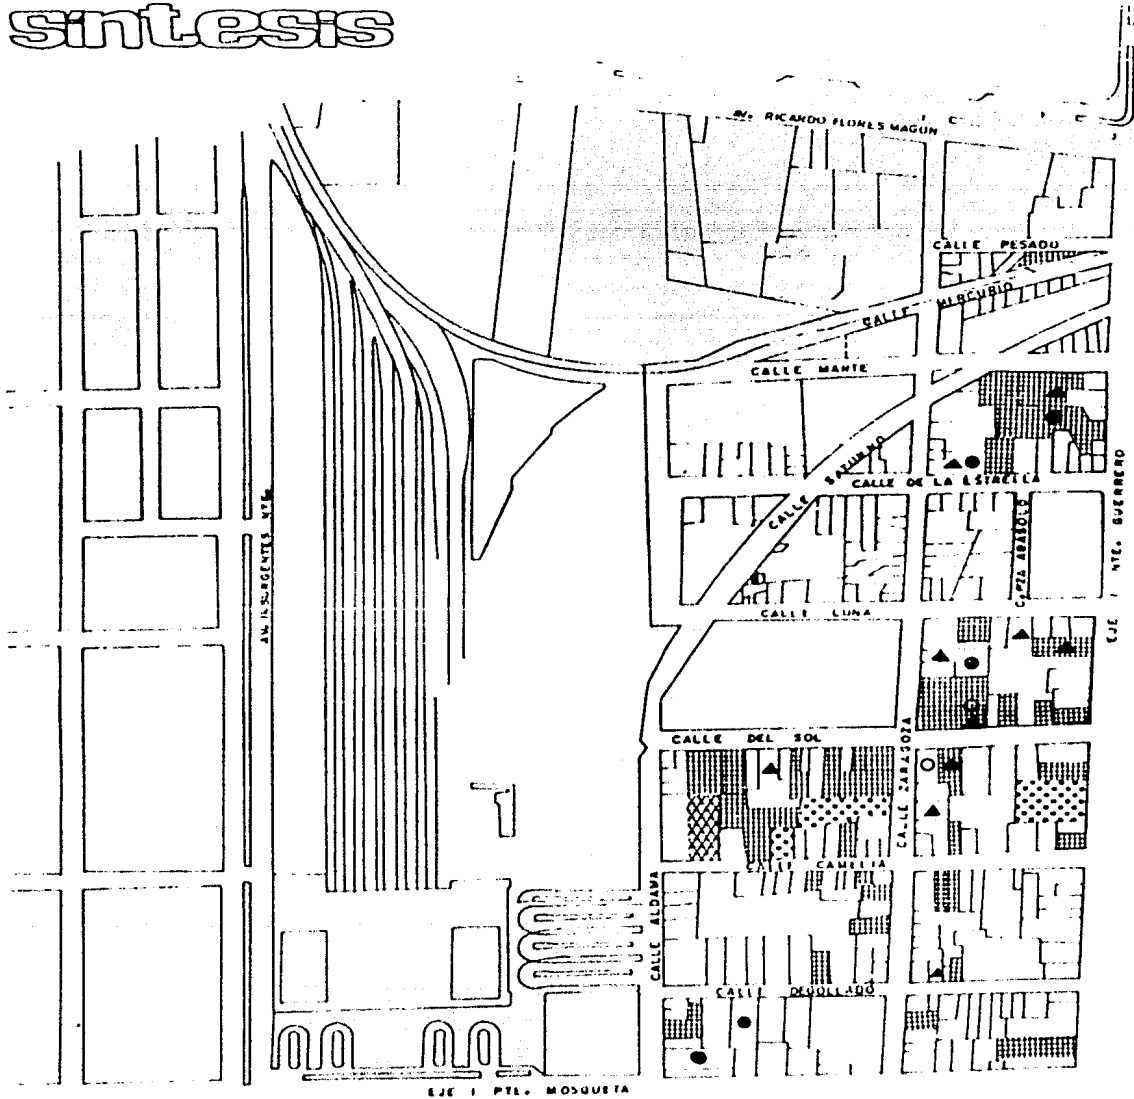 síntesis
Av. RICARDO FLORES MAGON
CALLE PESADO
CALLE MERCURIO
CALLE MARTE
CALLE SATURNO
CALLE DE LA ESTRELLA
AV. INSURGENTES NTE.
EJE 1 NTE. GUERRERO
CALLE LUNA
CALLE DEL SOL
CALLE ZARAGOZA
CALLE CAMELIA
CALLE ALDAMA
CALLE DEGOLLADO
EJE 1 PTE. MOSQUETA